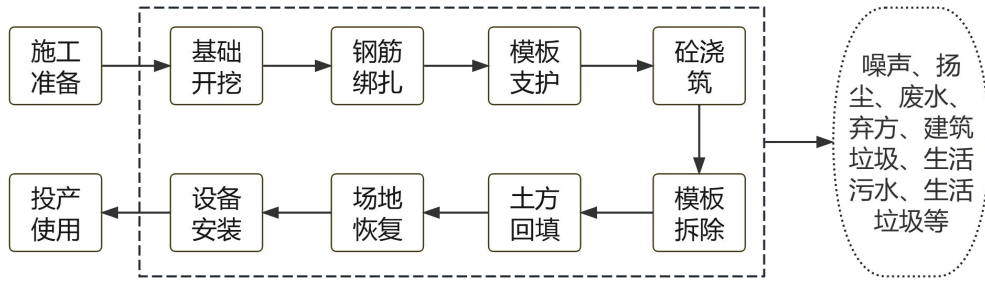 施工
准备
基础
开挖
钢筋
绑扎
模板
支护
砼浇
筑
噪声、扬
尘、废水、
弃方、建筑
垃圾、生活
污水、生活
垃圾等
投产
使用
设备
安装
场地
恢复
土方
回填
模板
拆除